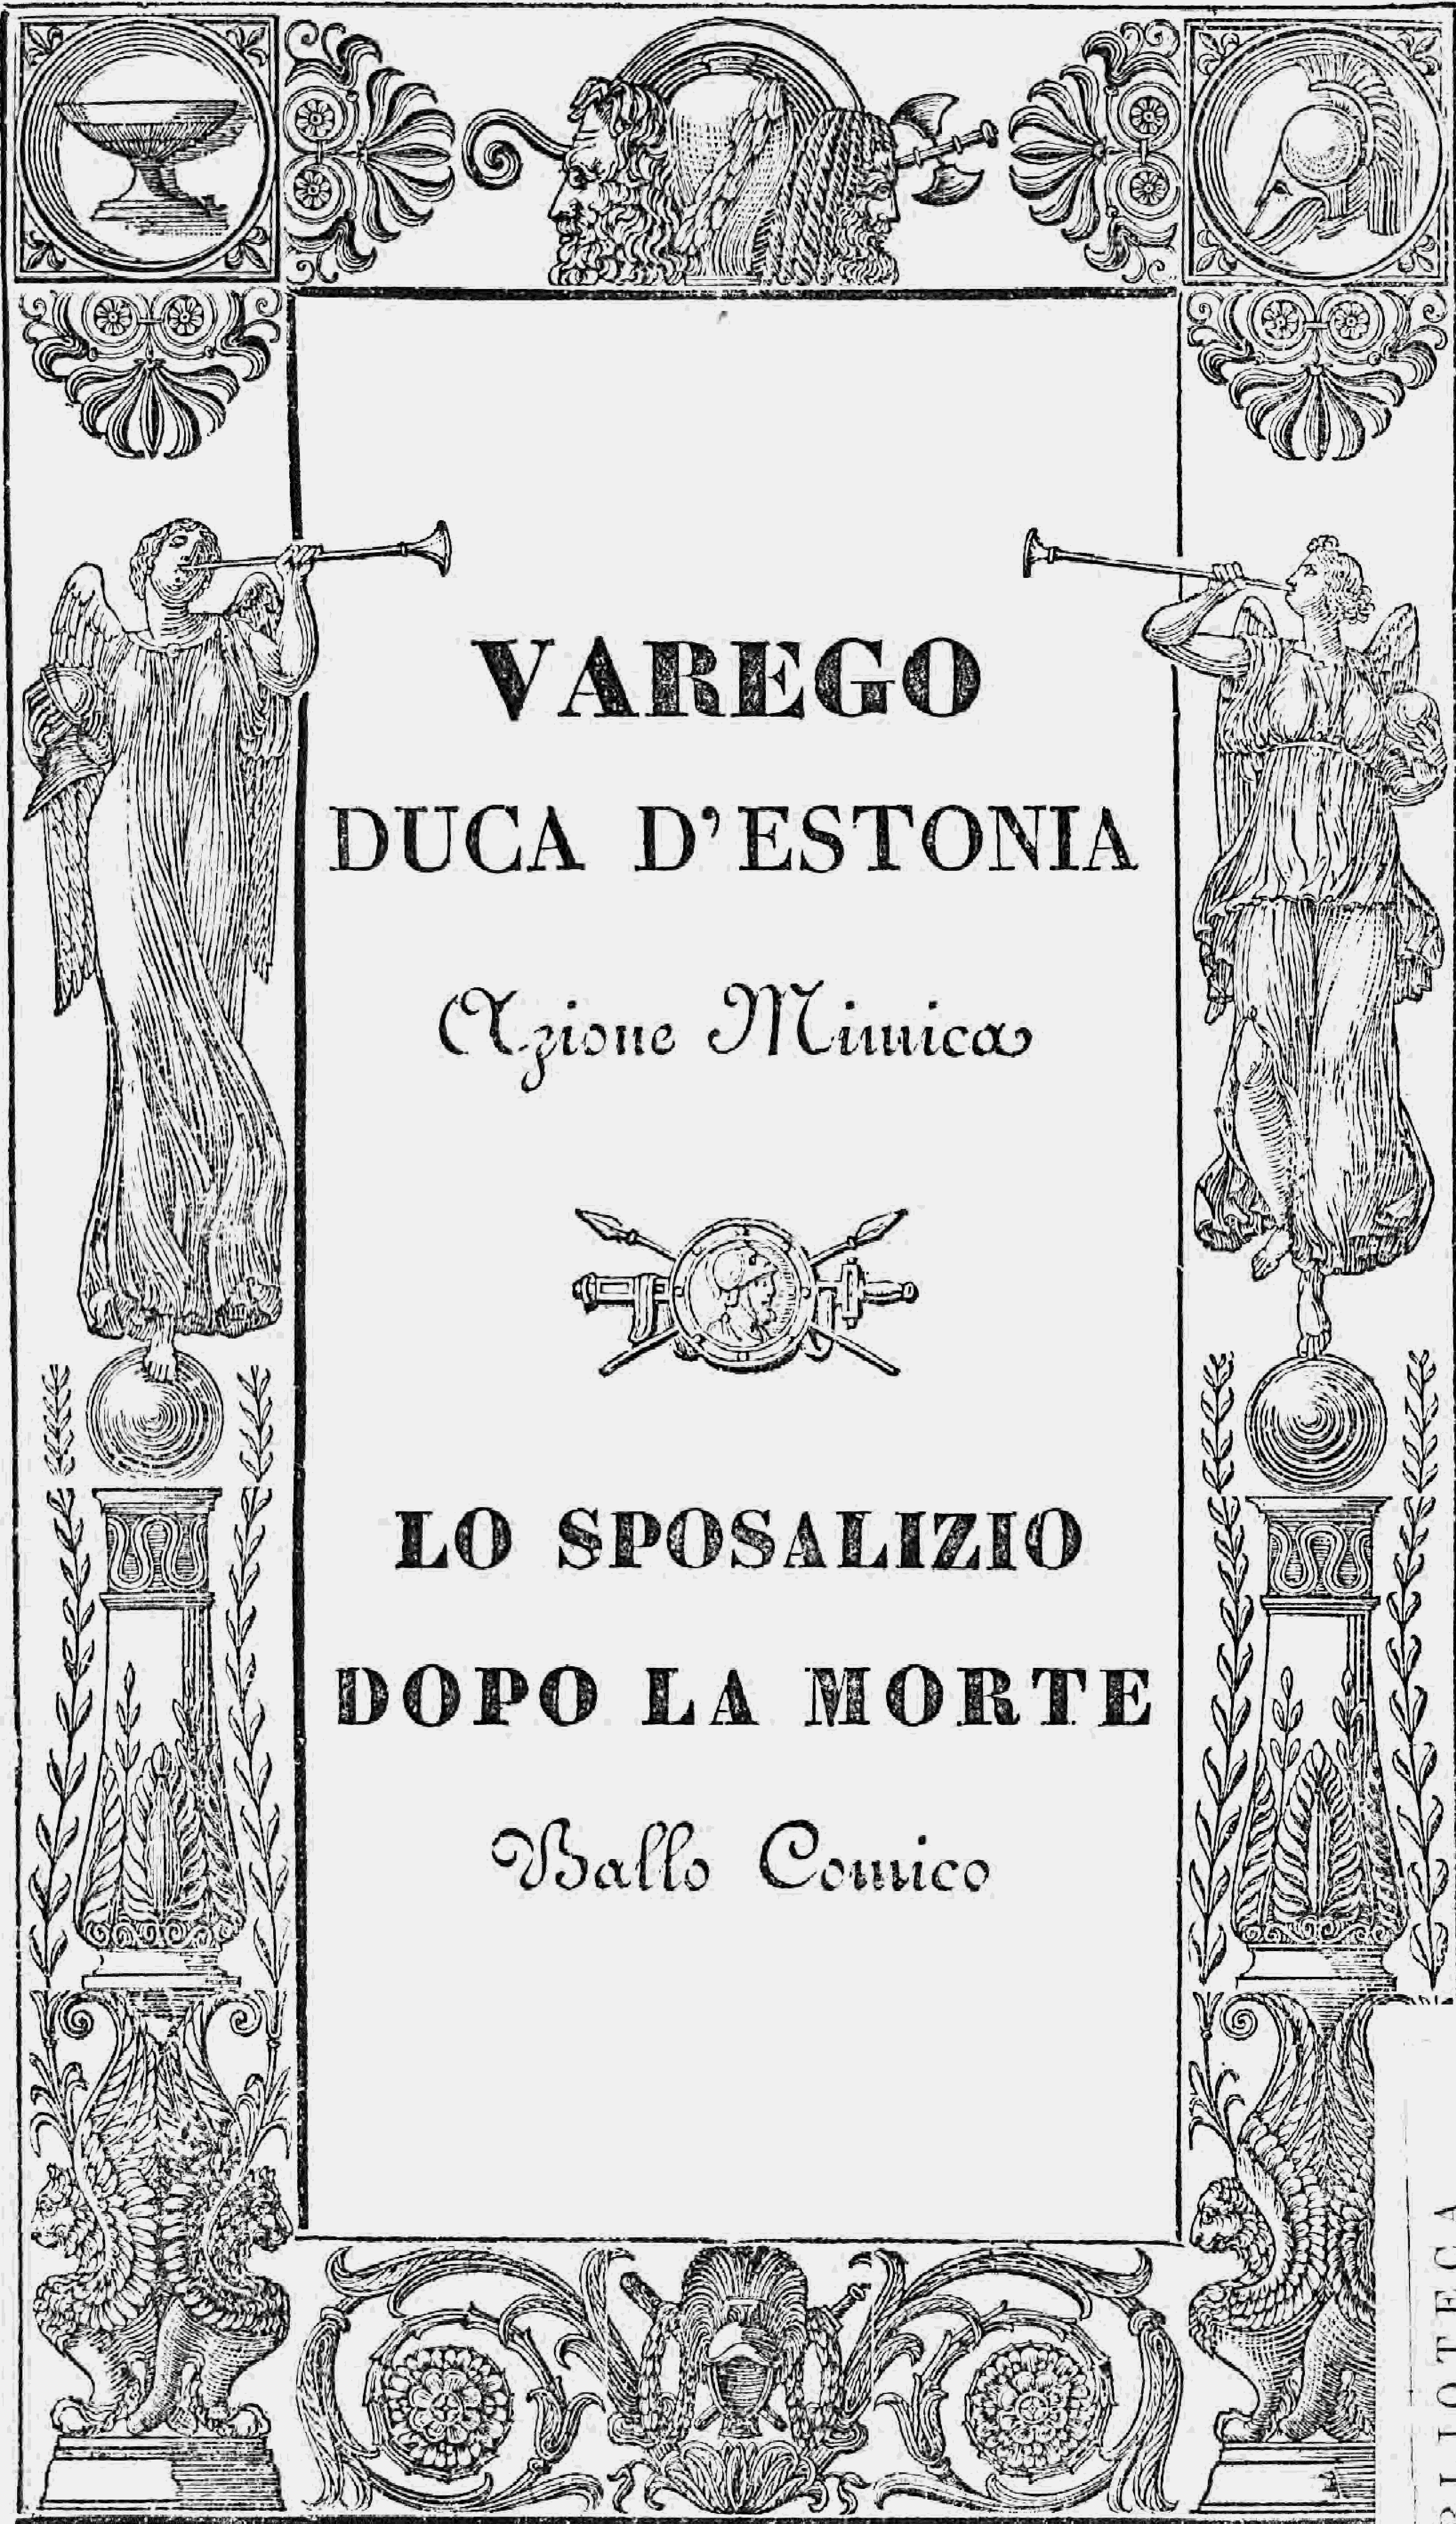 VAREGO
DUCA D'ESTONIA
Azione Mimica
LO SPOSALIZIO
DOPO LA MORTE
Ballo Comico